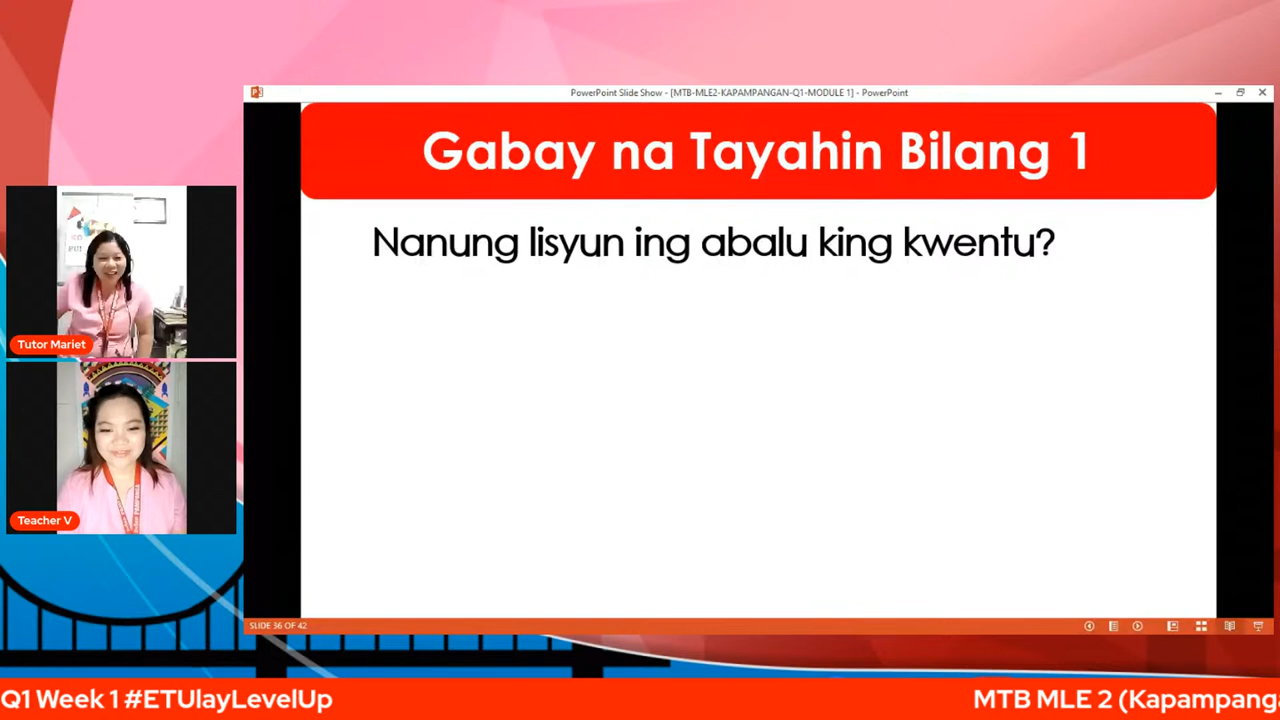 PowerPoint Slide Show - [MTB-MLE2-KAPAMPANGAN-Q1-MODULE 1] - PowerPoint
Gabay na Tayahin Bilang 1
Nanung lisyun ing abalu king kwentu?
Tutor Mariet
Teacher V
SLIDE 36 OF 42
Q1 Week 1 #ETUlayLevelUp
MTB MLE 2 (Kapampanga